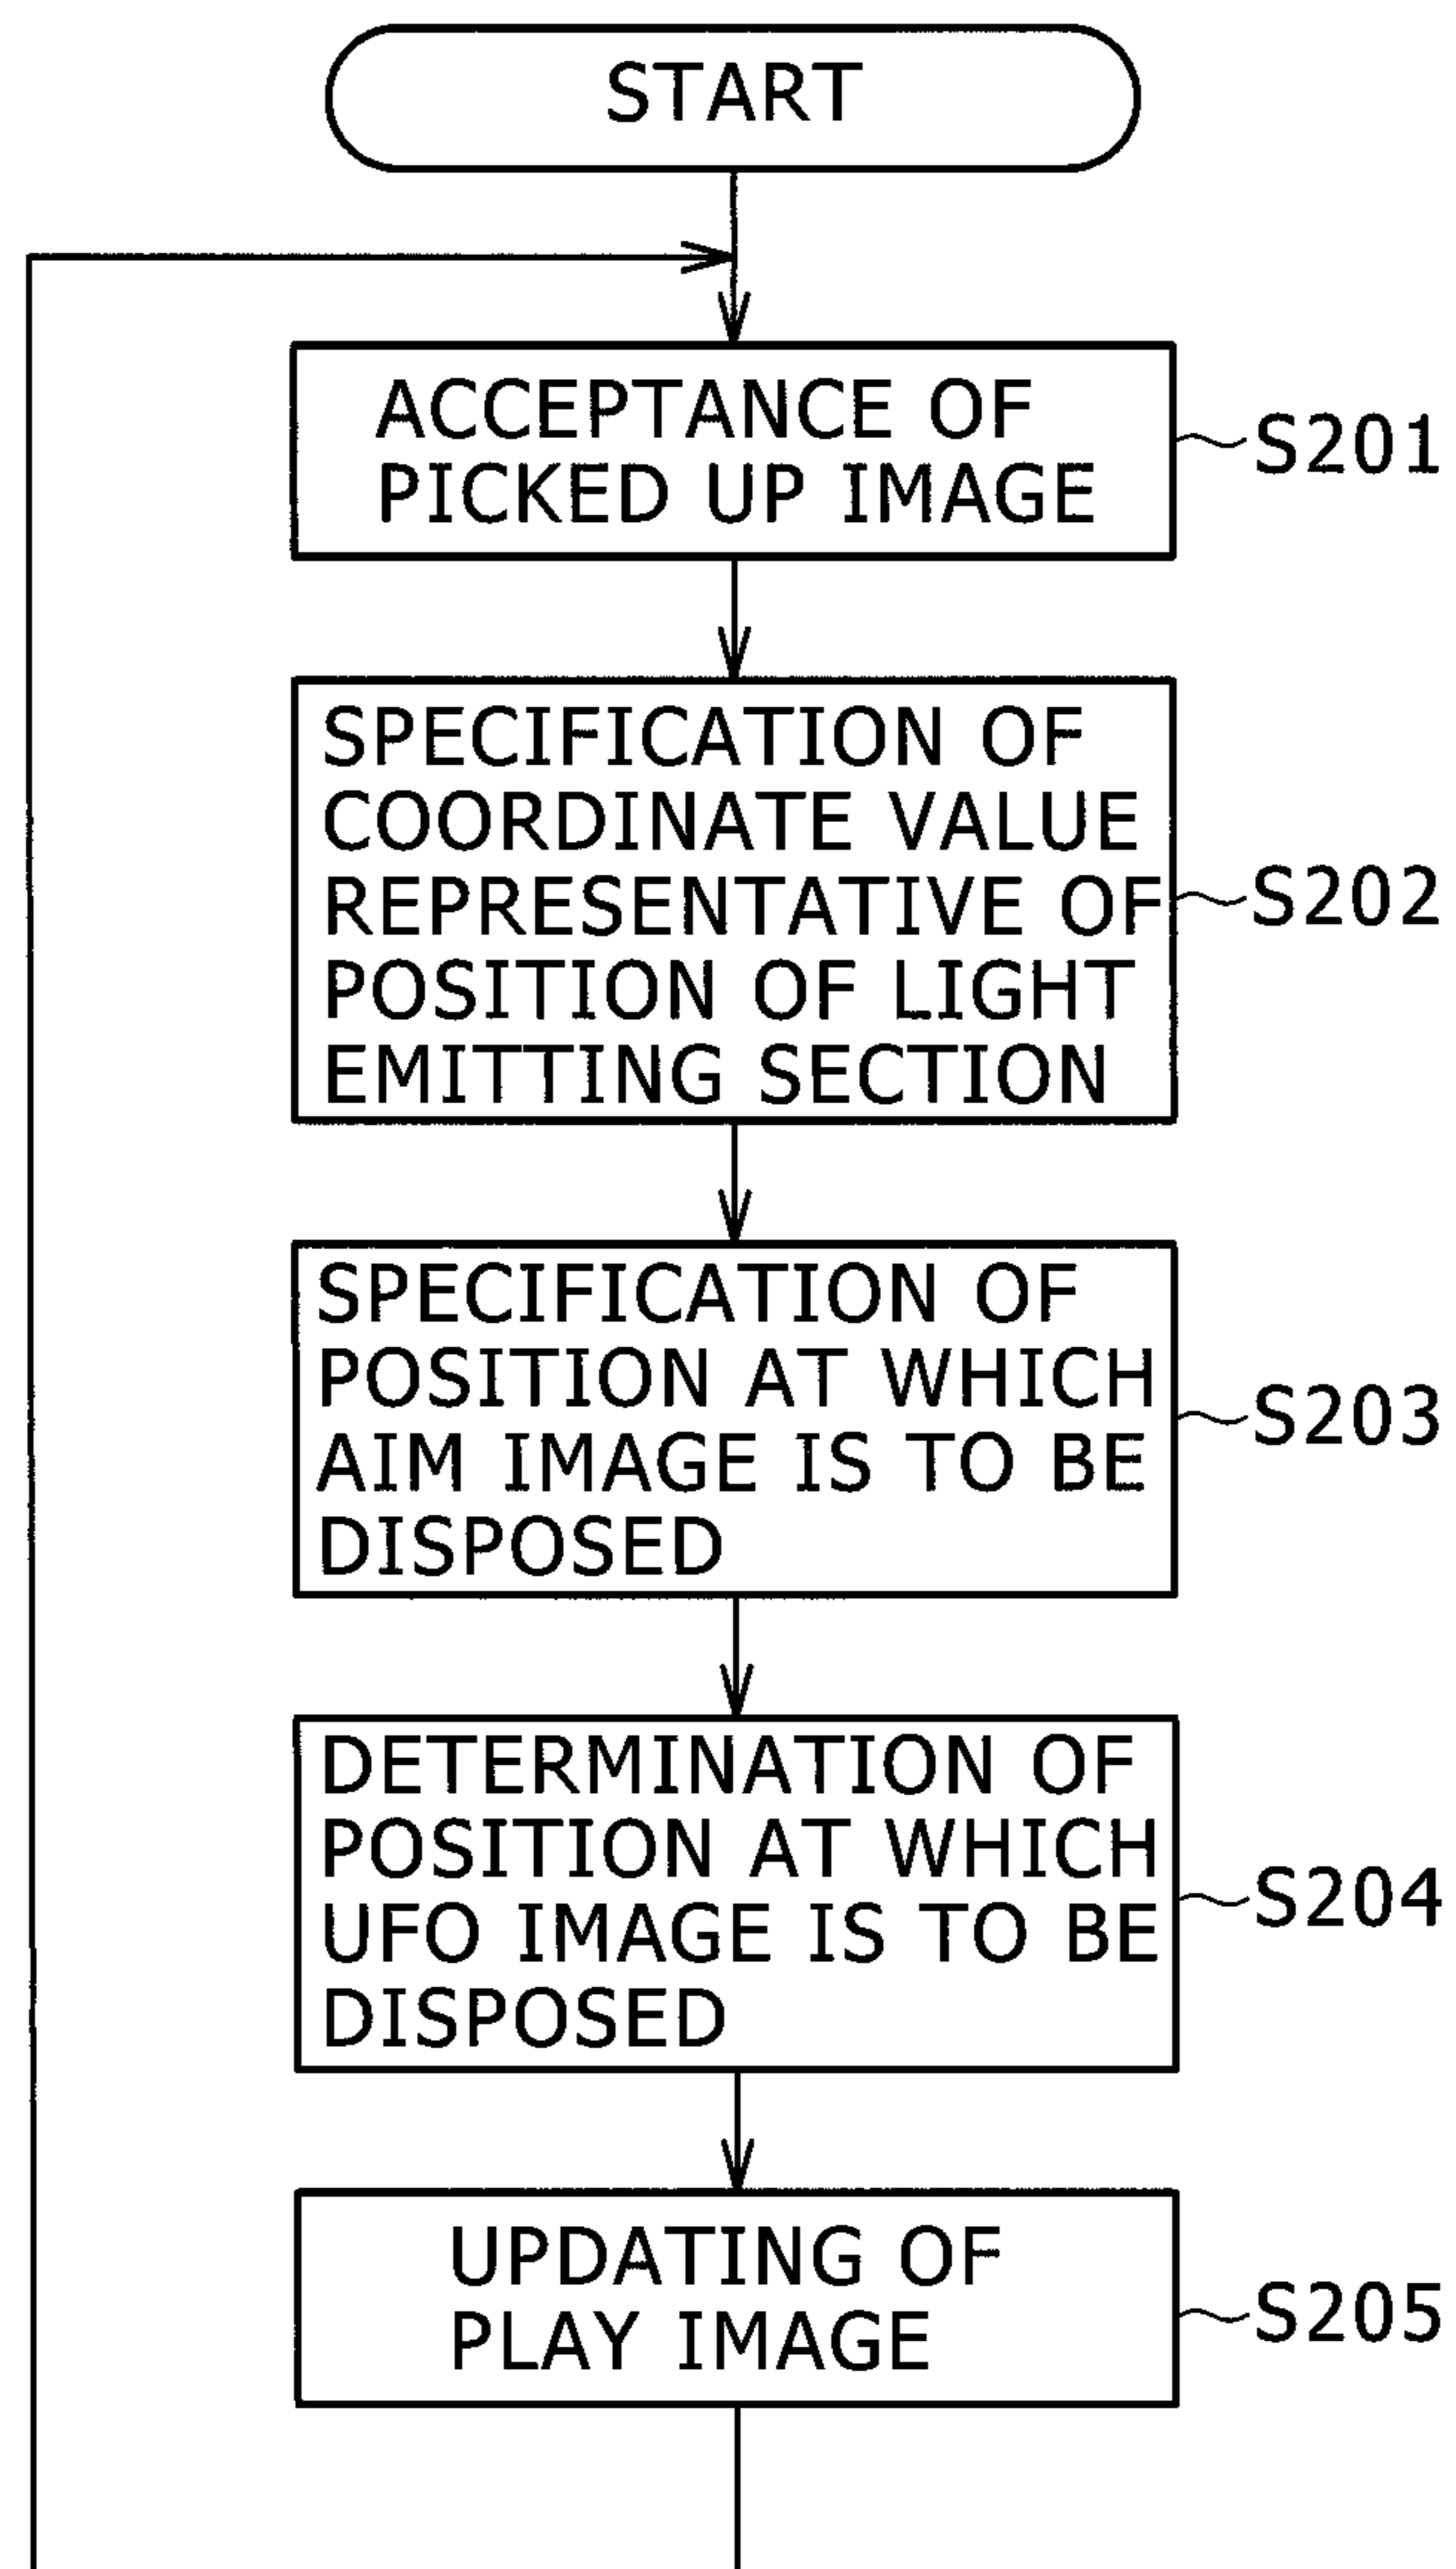 START
ACCEPTANCE OF
PICKED UP IMAGE
S201
SPECIFICATION OF
COORDINATE VALUE
REPRESENTATIVE OF
POSITION OF LIGHT
EMITTING SECTION
S202
SPECIFICATION OF
POSITION AT WHICH
AIM IMAGE IS TO BE
DISPOSED
S203
DETERMINATION OF
POSITION AT WHICH
UFO IMAGE IS TO BE
DISPOSED
S204
UPDATING OF
PLAY IMAGE
S205